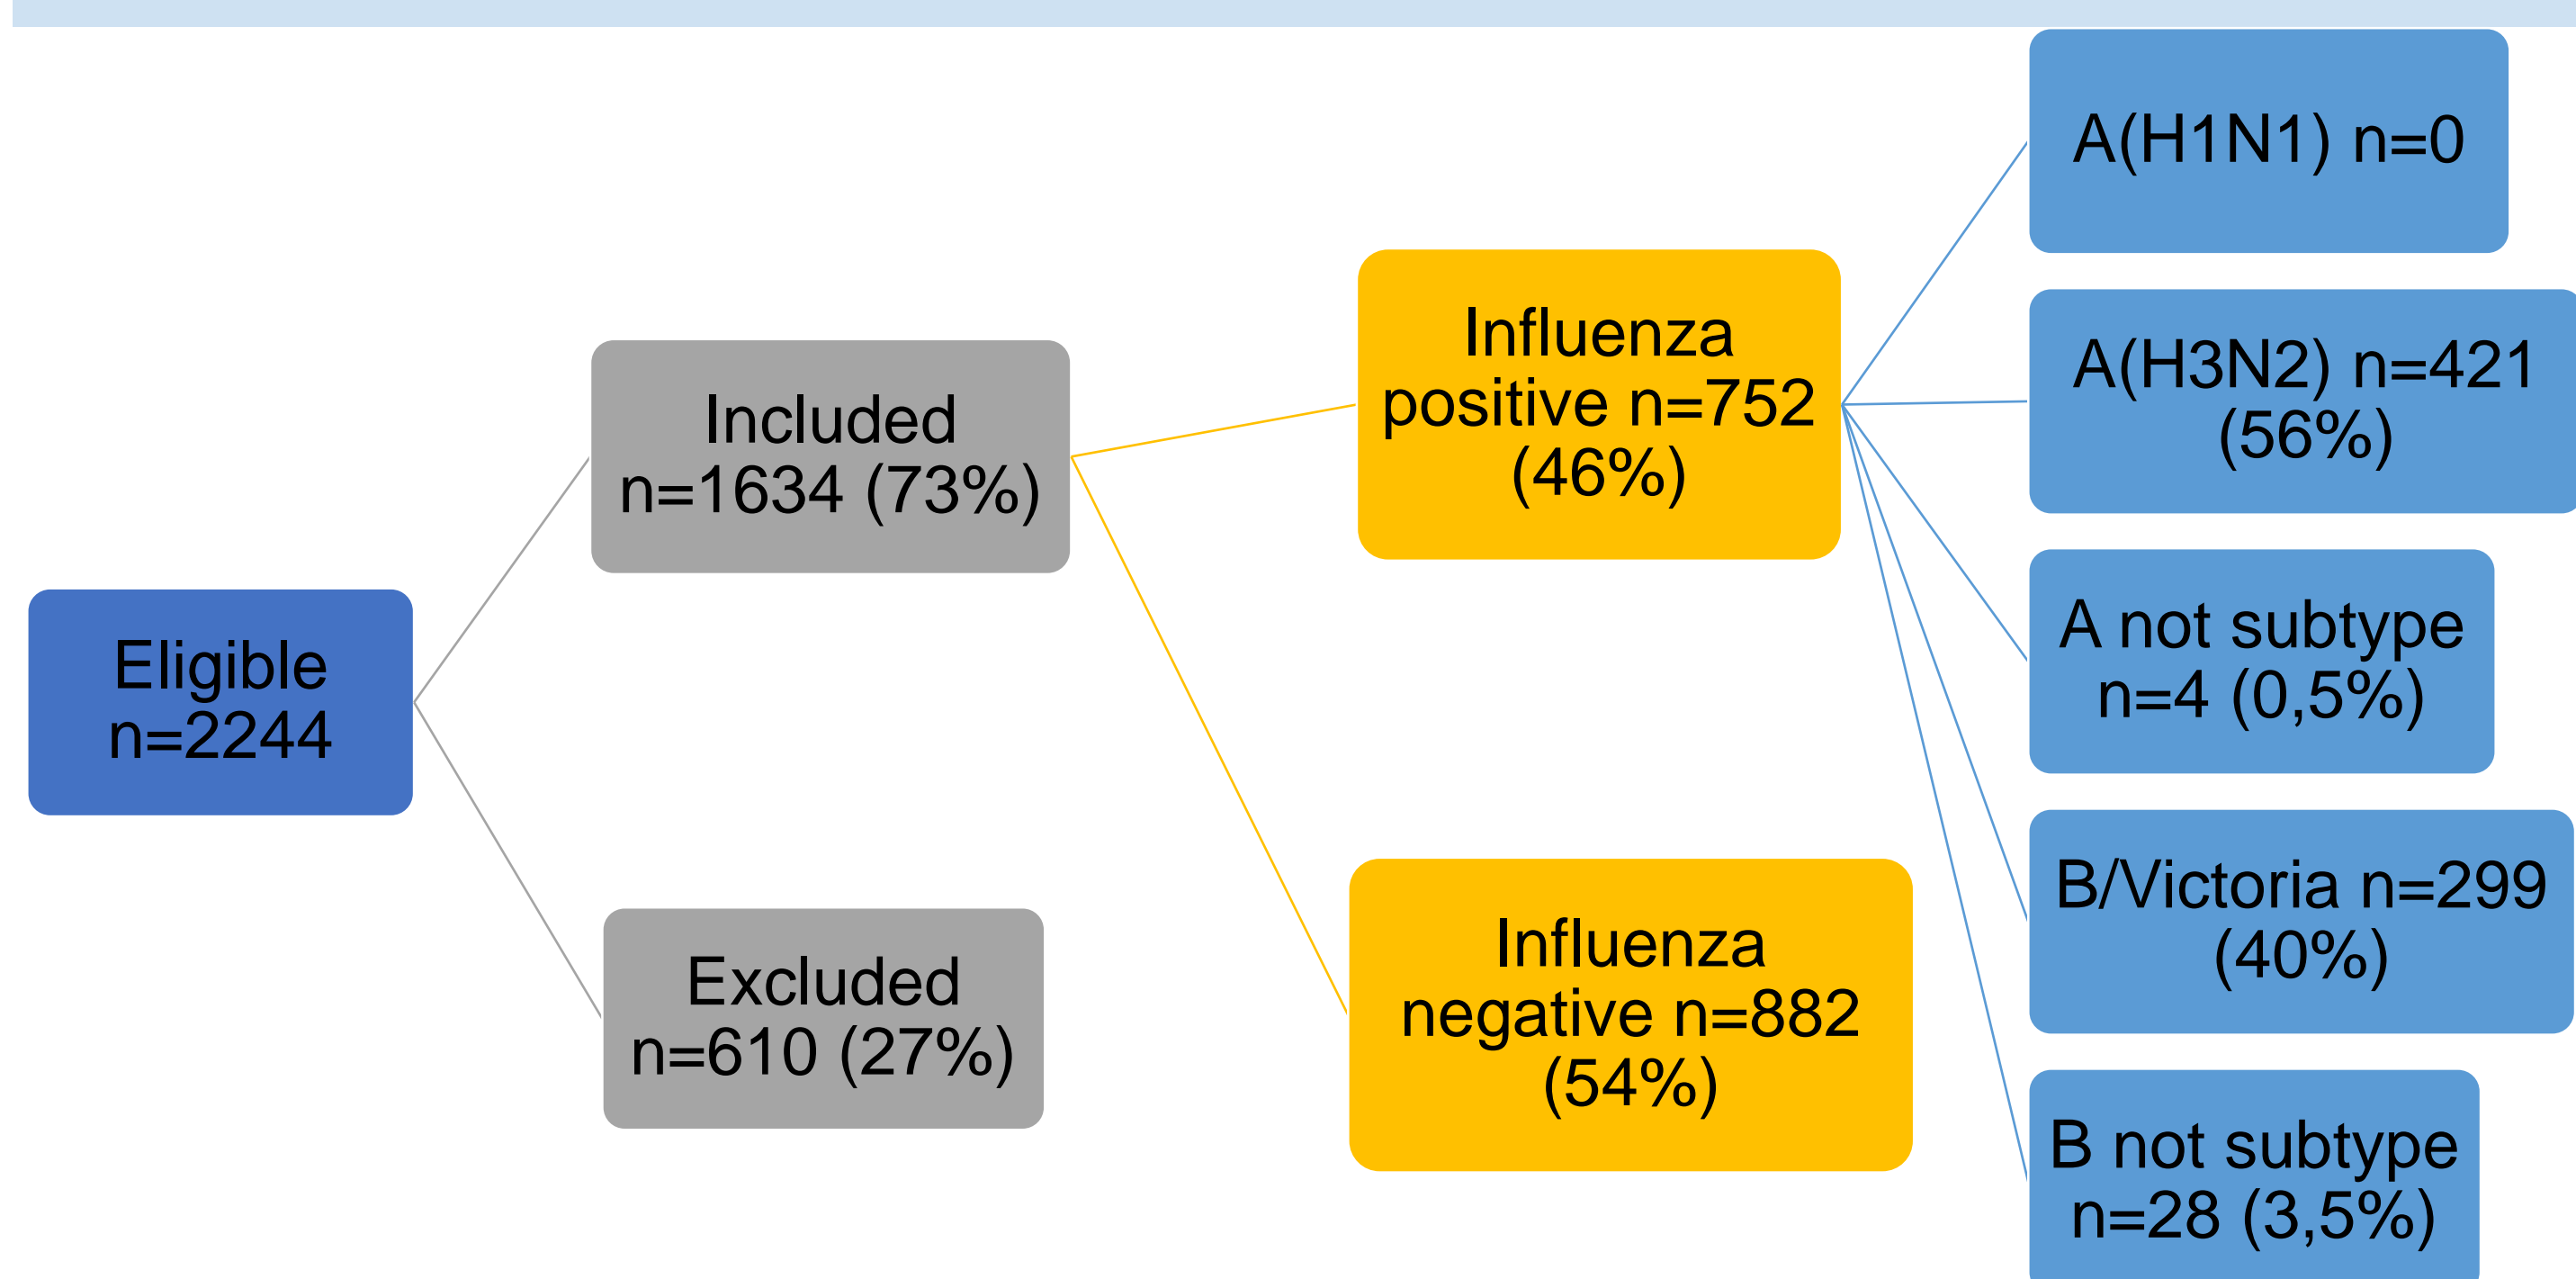 Eligible
n=2244
Included
n=1634 (73%)
Excluded
n=610 (27%)
Influenza
positive n=752
(46%)
Influenza
negative n=882
(54%)
A(H1N1) n=0
A(H3N2) n=421
(56%)
A not subtype
n=4 (0,5%)
B/Victoria n=299
(40%)
B not subtype
n=28 (3,5%)